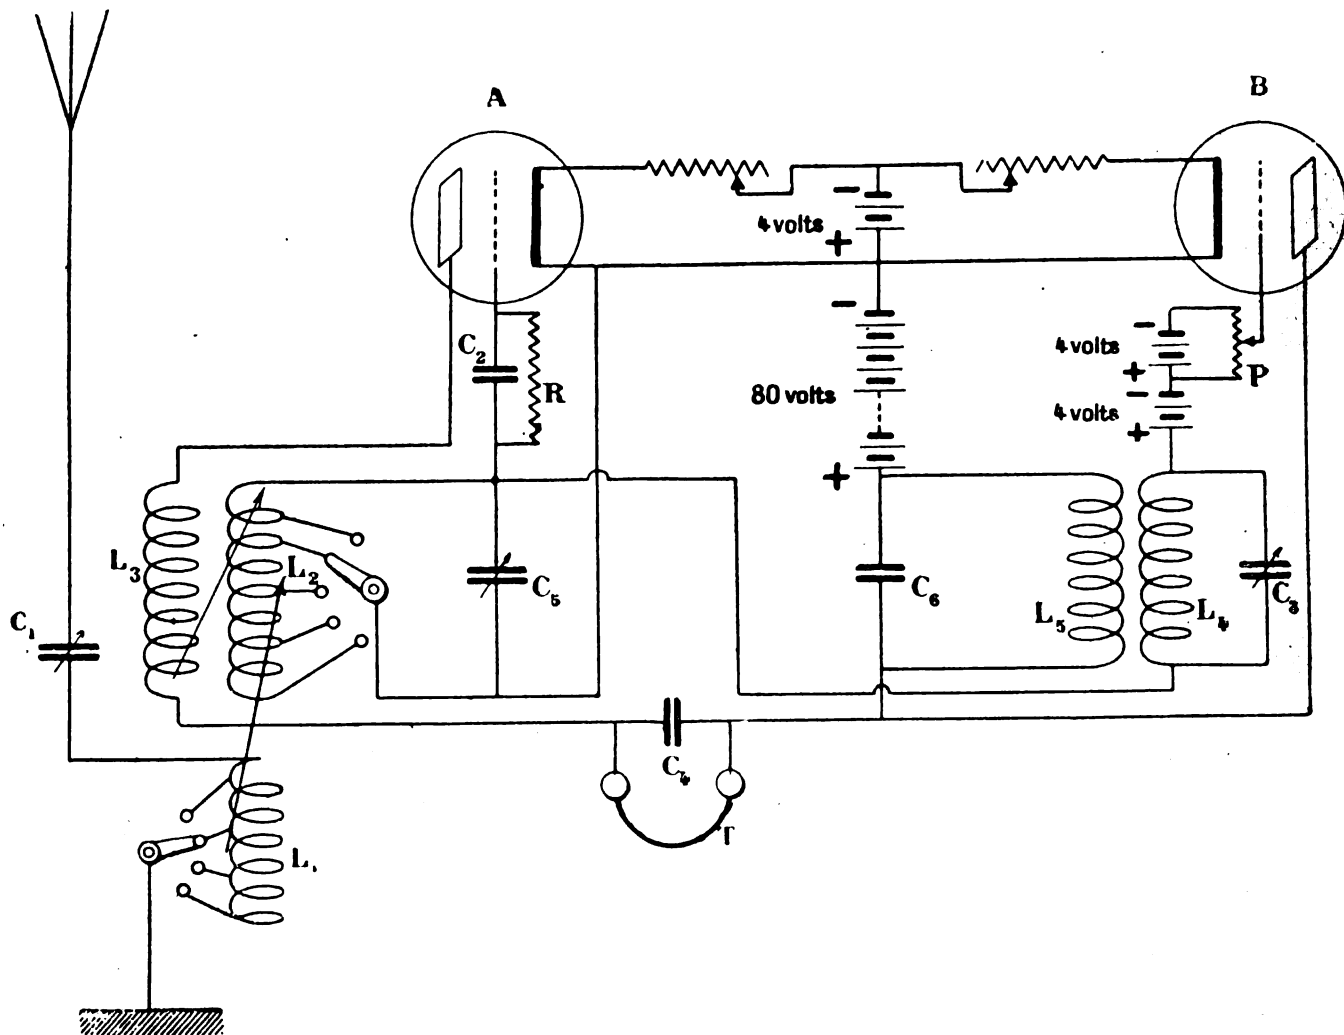 A
B
−
4 volts
+
−
C₂
R
80 volts
+
−
4 volts
+
P
−
4 volts
+
L₃
L₂
C₅
C₆
L₅
L₄
C₃
C₁
C₄
T
L₁